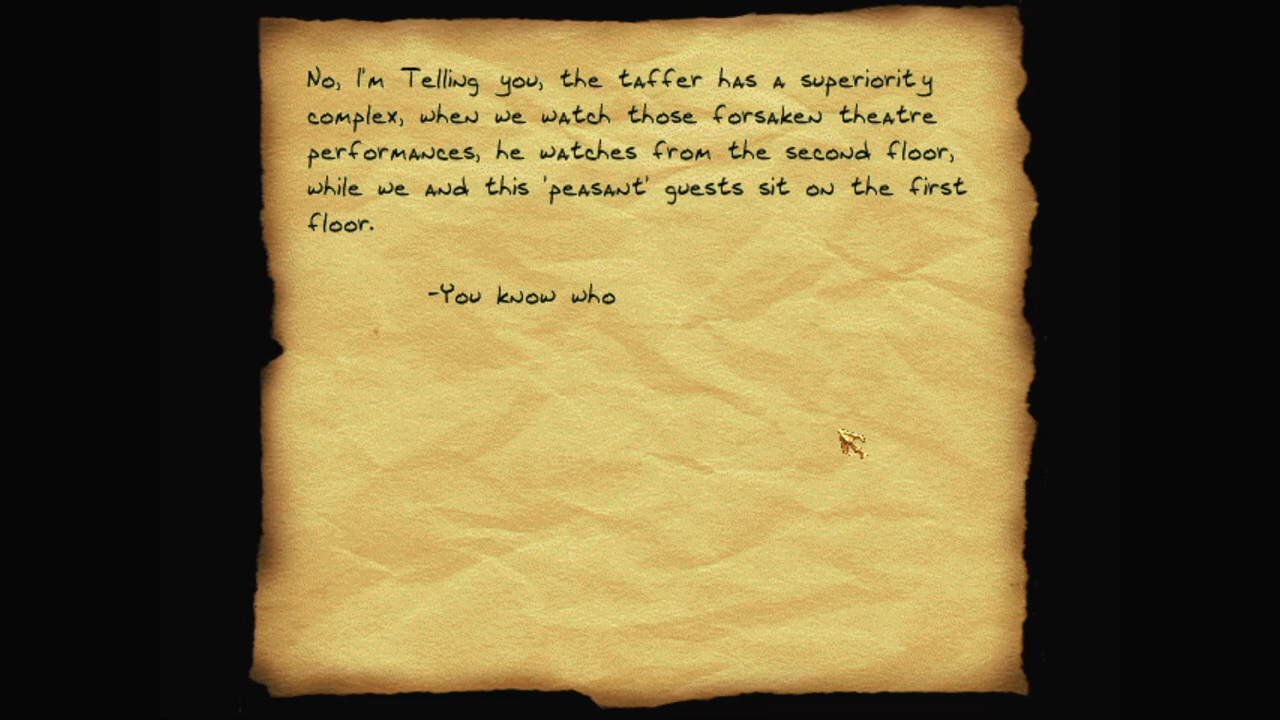 No, I'm Telling you, the taffer has a superiority
complex, when we watch those forsaken theatre
performances, he watches from the second floor,
while we and this 'peasant' guests sit on the first
floor.
-You know who